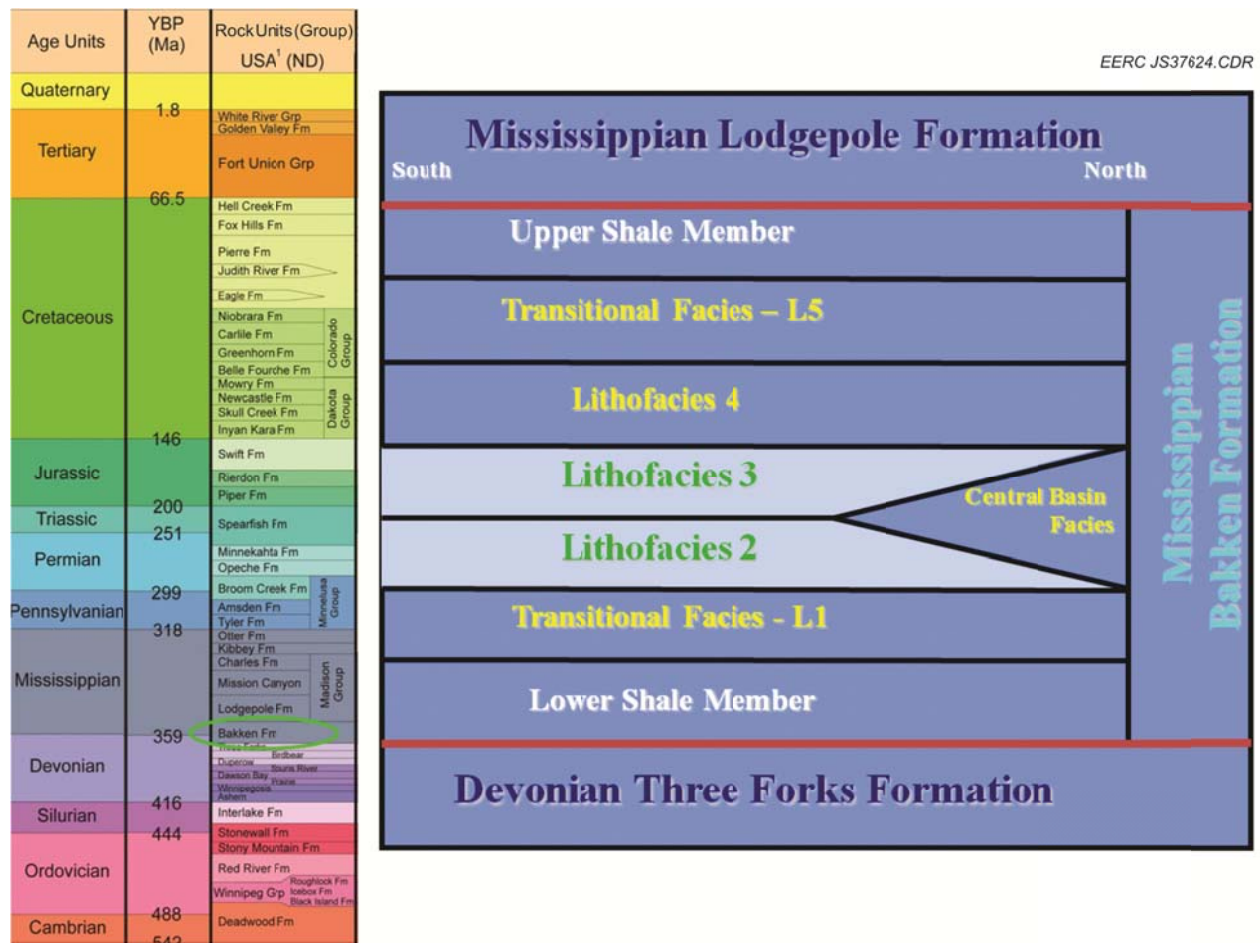 Age Units
YBP
(Ma)
Rock Units (Group)
USA¹ (ND)
Quaternary
1.8
White River Grp
Golden Valley Fm
Tertiary
Fort Union Grp
66.5
Hell Creek Fm
Fox Hills Fm
Pierre Fm
Judith River Fm
Eagle Fm
Cretaceous
Niobrara Fm
Carlile Fm
Greenhorn Fm
Belle Fourche Fm
Colorado
Group
Mowry Fm
Newcastle Fm
Skull Creek Fm
Inyan Kara Fm
Dakota
Group
146
Swift Fm
Jurassic
Rierdon Fm
Piper Fm
200
Triassic
Spearfish Fm
251
Permian
Minnekahta Fm
Opeche Fm
299
Broom Creek Fm
Pennsylvanian
Amsden Fm
Tyler Fm
Minnelusa
Group
318
Otter Fm
Kibbey Fm
Mississippian
Charles Fm
Mission Canyon
Lodgepole Fm
Madison
Group
359
Bakken Fm
Three Forks
Birdbear
Devonian
Duperow
Souris River
Dawson Bay
Prairie
Winnipegosis
Ashern
416
Silurian
Interlake Fm
444
Stonewall Fm
Stony Mountain Fm
Ordovician
Red River Fm
Winnipeg Grp
Roughlock Fm
Icebox Fm
Black Island Fm
488
Cambrian
Deadwood Fm
542
EERC JS37624.CDR
Mississippian Lodgepole Formation
South
North
Upper Shale Member
Transitional Facies – L5
Lithofacies 4
Lithofacies 3
Central Basin
Facies
Lithofacies 2
Transitional Facies - L1
Lower Shale Member
Mississippian
Bakken Formation
Devonian Three Forks Formation